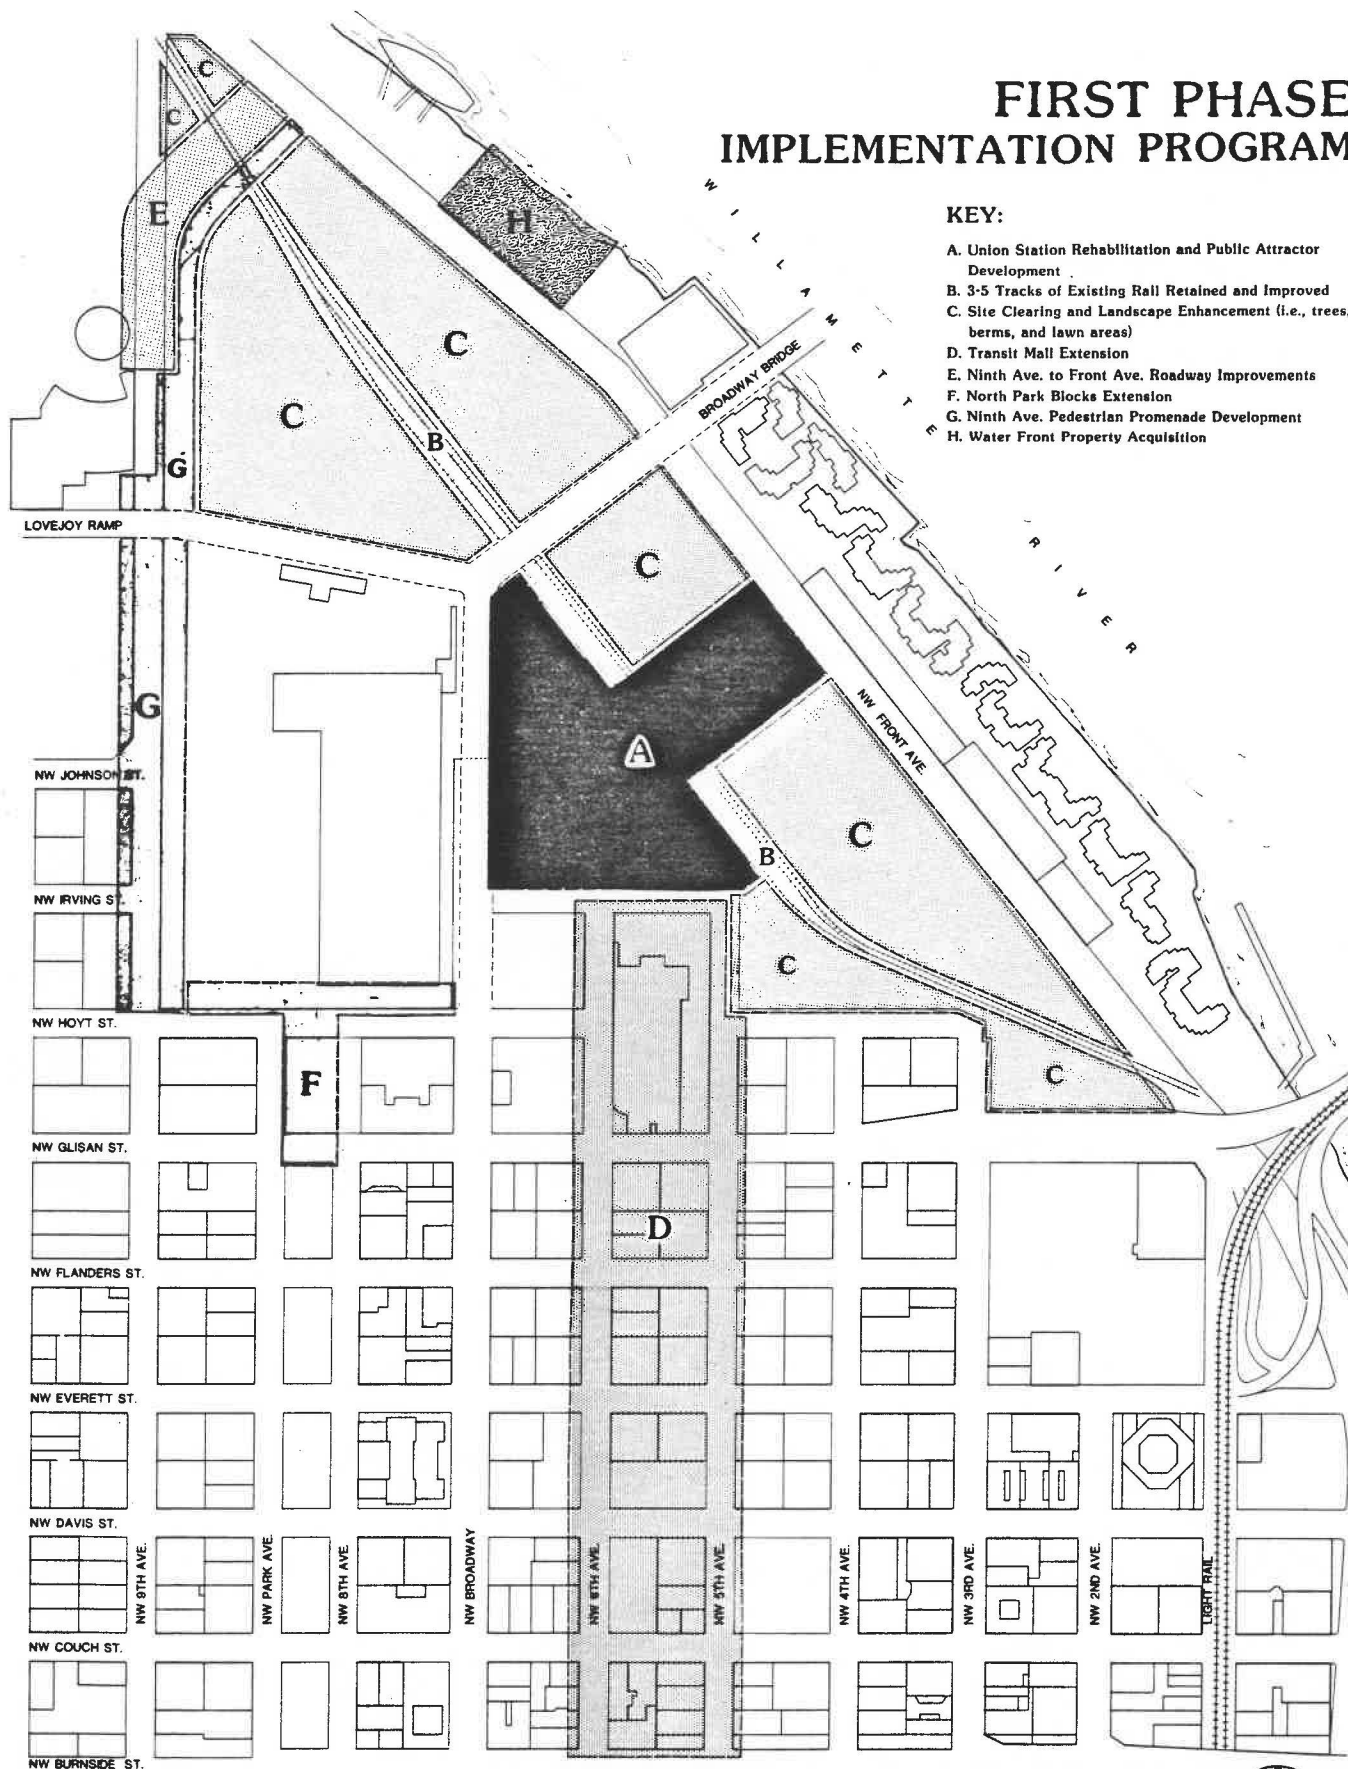 FIRST PHASE
IMPLEMENTATION PROGRAM
KEY:
A. Union Station Rehabilitation and Public Attractor
Development
B. 3-5 Tracks of Existing Rail Retained and Improved
C. Site Clearing and Landscape Enhancement (i.e., trees,
berms, and lawn areas)
D. Transit Mall Extension
E. Ninth Ave. to Front Ave. Roadway Improvements
F. North Park Blocks Extension
G. Ninth Ave. Pedestrian Promenade Development
H. Water Front Property Acquisition
WILLAMETTE RIVER
C
C
E
H
C
C
B
BROADWAY BRIDGE
G
LOVEJOY RAMP
C
G
A
NW FRONT AVE.
NW JOHNSON ST.
C
B
NW IRVING ST.
C
NW HOYT ST.
F
C
NW GLISAN ST.
D
NW FLANDERS ST.
NW EVERETT ST.
NW DAVIS ST.
NW 9TH AVE.
NW PARK AVE.
NW 8TH AVE.
NW BROADWAY
NW 6TH AVE.
NW 5TH AVE.
NW 4TH AVE.
NW 3RD AVE.
NW 2ND AVE.
LIGHT RAIL
NW COUCH ST.
NW BURNSIDE ST.